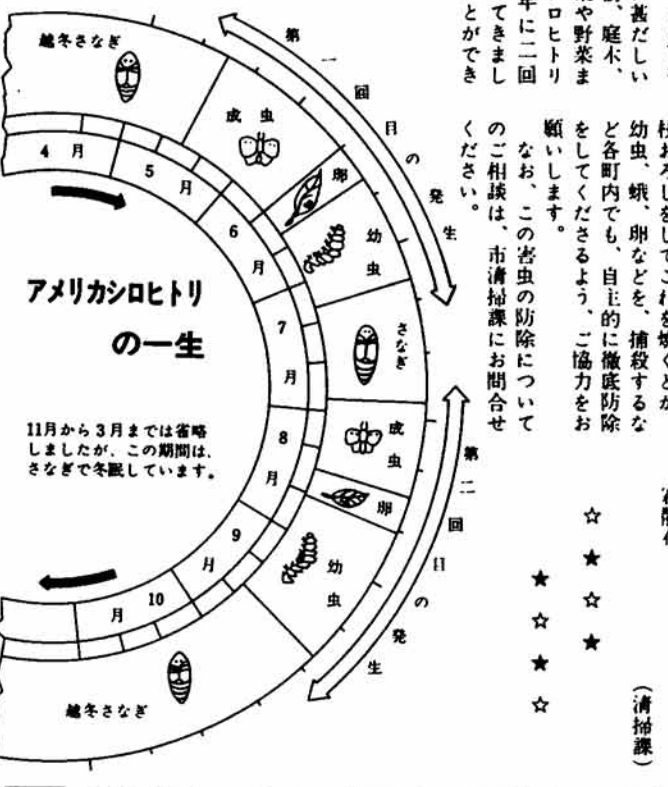 甚だしい
、庭木、
や野菜ま
ロヒトリ
年に二回
てきまし
とができ
枝おろしをしてこれを焼くとか
幼虫、蛾、卵などを、捕殺するな
ど各町内でも、自主的に徹底防除
をしてくださるよう、ご協力をお
願いします。
なお、この害虫の防除について
のご相談は、市清掃課にお問合せ
ください。
☆★☆★
★☆★☆
(清掃課)
アメリカシロヒトリ
の一生
11月から3月までは省略
しましたが、この期間は、
さなぎで冬眠しています。
第一回目の発生
第二回目の発生
越冬さなぎ
成虫
卵
幼虫
さなぎ
成虫
卵
幼虫
越冬さなぎ
4月
5月
6月
7月
8月
9月
10月